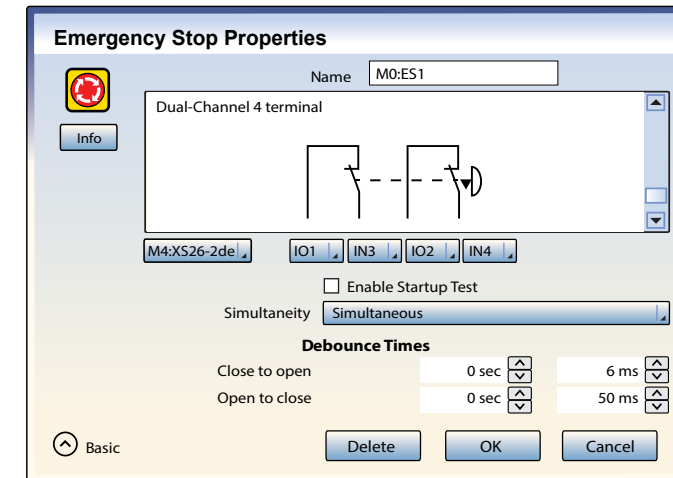 Emergency Stop Properties
Name M0:ES1
Dual-Channel 4 terminal
Info
M4:XS26-2de IO1 IN3 IO2 IN4
Enable Startup Test
Simultaneity Simultaneous
Debounce Times
Close to open 0 sec 6 ms
Open to close 0 sec 50 ms
Basic Delete OK Cancel